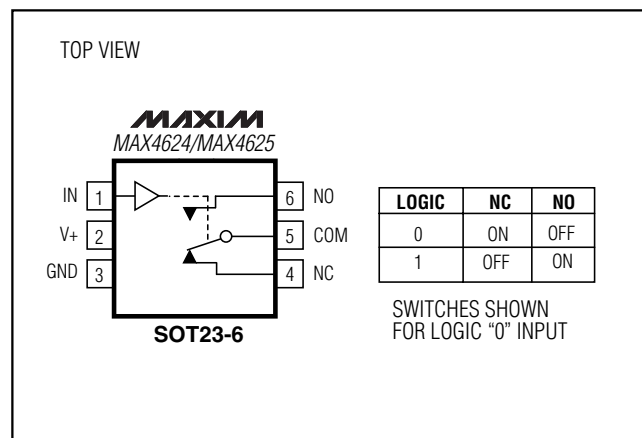 TOP VIEW
MAXIM
MAX4624/MAX4625
IN 1
V+ 2
GND 3
6 NO
5 COM
4 NC
SOT23-6
LOGIC NC NO
0 ON OFF
1 OFF ON
SWITCHES SHOWN
FOR LOGIC “0” INPUT